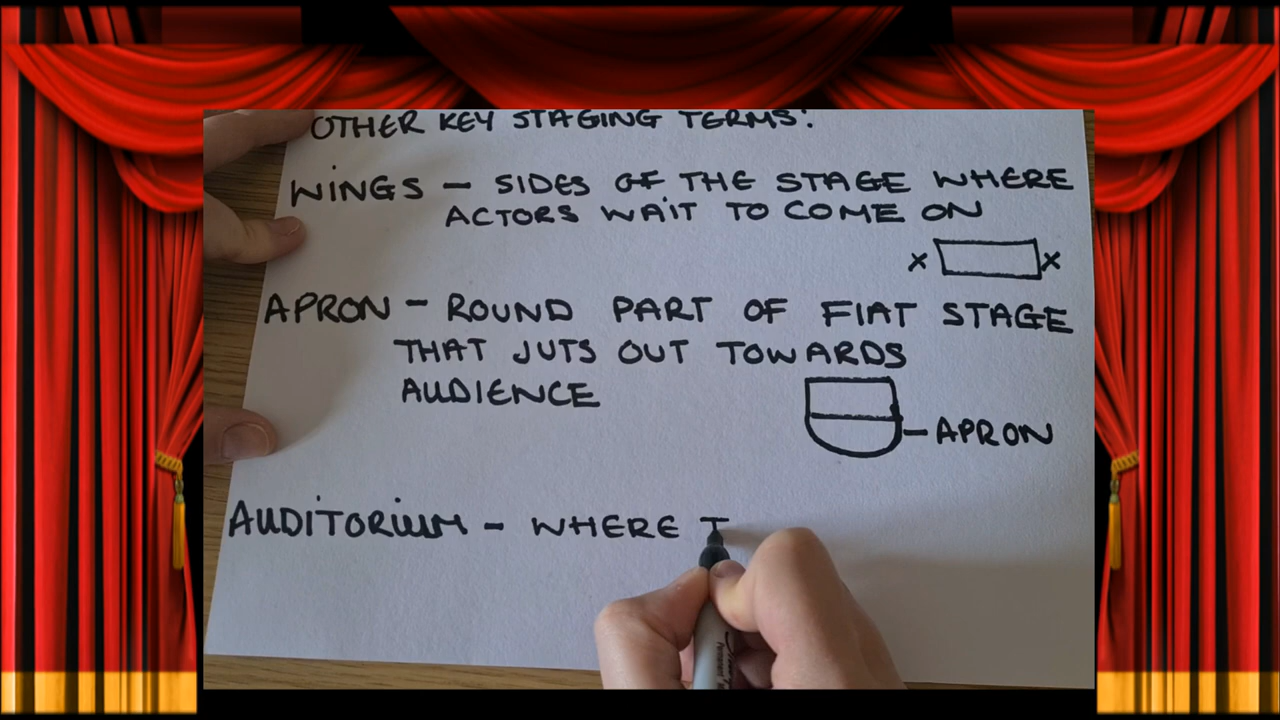 OTHER KEY STAGING TERMS:
WINGS - SIDES OF THE STAGE WHERE
ACTORS WAIT TO COME ON
X X
APRON - ROUND PART OF FIAT STAGE
THAT JUTS OUT TOWARDS
AUDIENCE
- APRON
AUDITORIUM - WHERE T